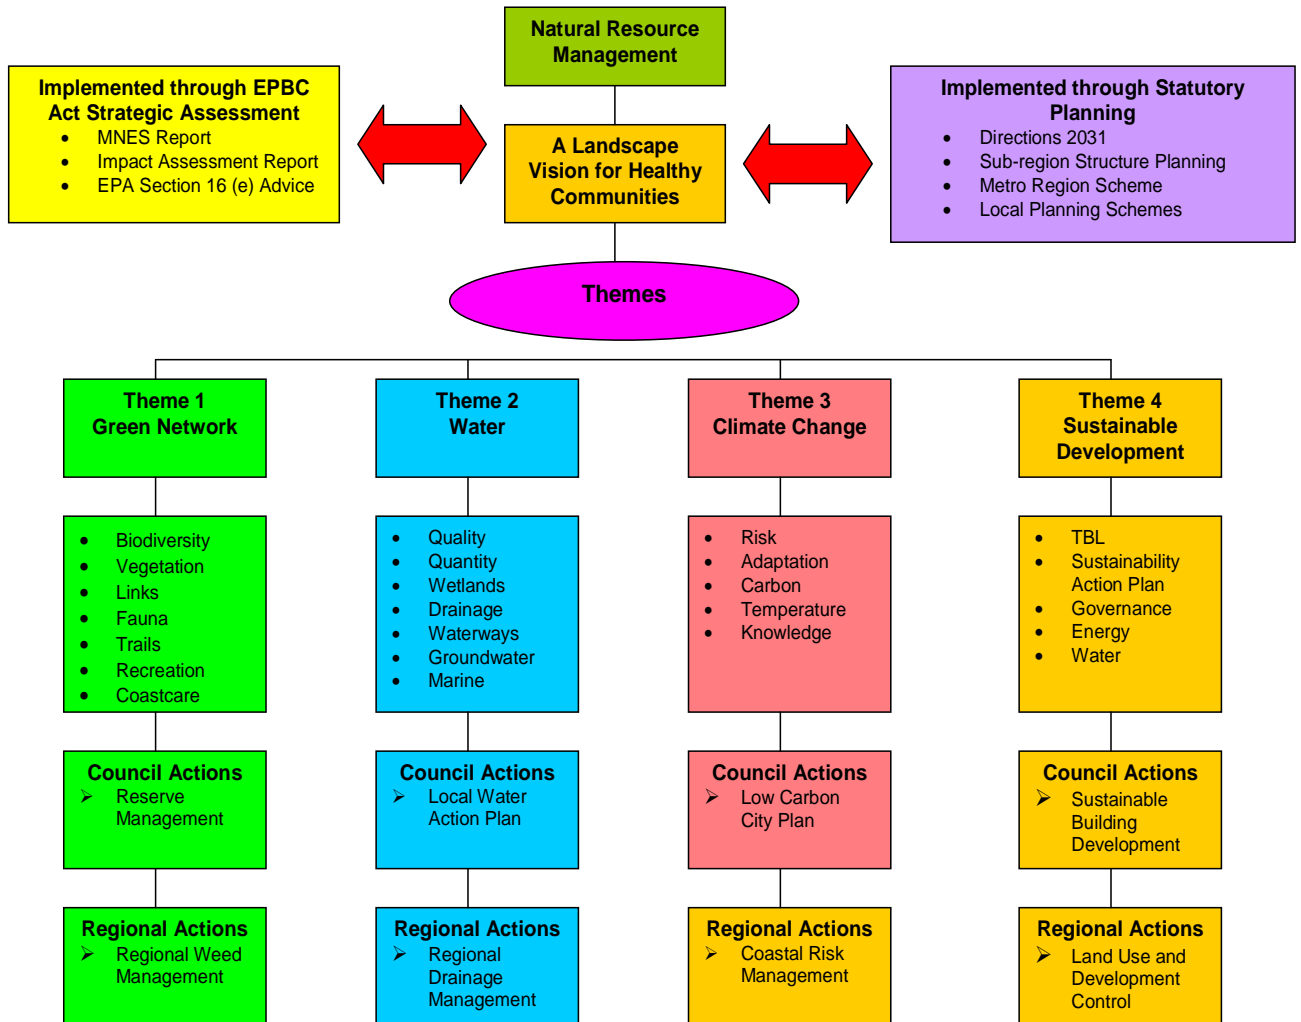 Natural Resource
Management
Implemented through EPBC
Act Strategic Assessment
• MNES Report
• Impact Assessment Report
• EPA Section 16 (e) Advice
A Landscape
Vision for Healthy
Communities
Implemented through Statutory
Planning
• Directions 2031
• Sub-region Structure Planning
• Metro Region Scheme
• Local Planning Schemes
Themes
Theme 1
Green Network
Theme 2
Water
Theme 3
Climate Change
Theme 4
Sustainable
Development
• Biodiversity
• Vegetation
• Links
• Fauna
• Trails
• Recreation
• Coastcare
• Quality
• Quantity
• Wetlands
• Drainage
• Waterways
• Groundwater
• Marine
• Risk
• Adaptation
• Carbon
• Temperature
• Knowledge
• TBL
• Sustainability
Action Plan
• Governance
• Energy
• Water
Council Actions
➢ Reserve
Management
Council Actions
➢ Local Water
Action Plan
Council Actions
➢ Low Carbon
City Plan
Council Actions
➢ Sustainable
Building
Development
Regional Actions
➢ Regional Weed
Management
Regional Actions
➢ Regional
Drainage
Management
Regional Actions
➢ Coastal Risk
Management
Regional Actions
➢ Land Use and
Development
Control